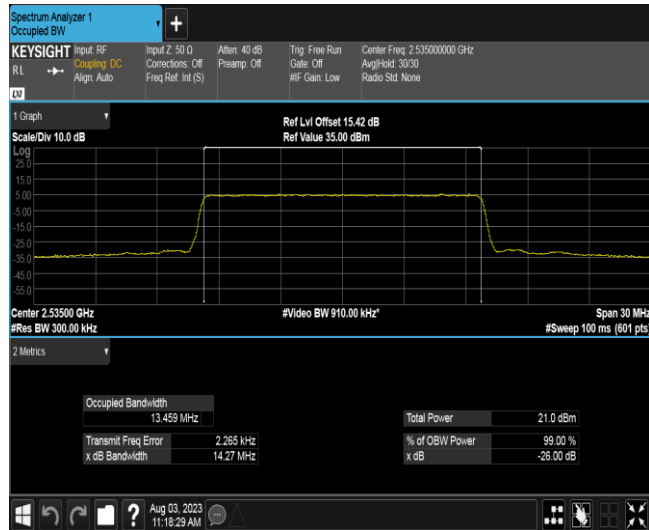 Spectrum Analyzer 1
Occupied BW
+
KEYSIGHT Input: RF Input Z: 50 Ω Atten: 40 dB Trig: Free Run Center Freq: 2.535000000 GHz
RL Coupling: DC Corrections: Off Preamp: Off Gate: Off Avg|Hold: 30/30
Align: Auto Freq Ref: Int (S) #IF Gain: Low Radio Std: None
LXI
1 Graph
Ref Lvl Offset 15.42 dB
Scale/Div 10.0 dB Ref Value 35.00 dBm
Log
25.0
15.0
5.00
-5.00
-15.0
-25.0
-35.0
-45.0
-55.0
Center 2.53500 GHz #Video BW 910.00 kHz* Span 30 MHz
#Res BW 300.00 kHz #Sweep 100 ms (601 pts)
2 Metrics
Occupied Bandwidth
13.459 MHz Total Power 21.0 dBm
Transmit Freq Error 2.265 kHz % of OBW Power 99.00 %
x dB Bandwidth 14.27 MHz x dB -26.00 dB
?
Aug 03, 2023
11:18:29 AM